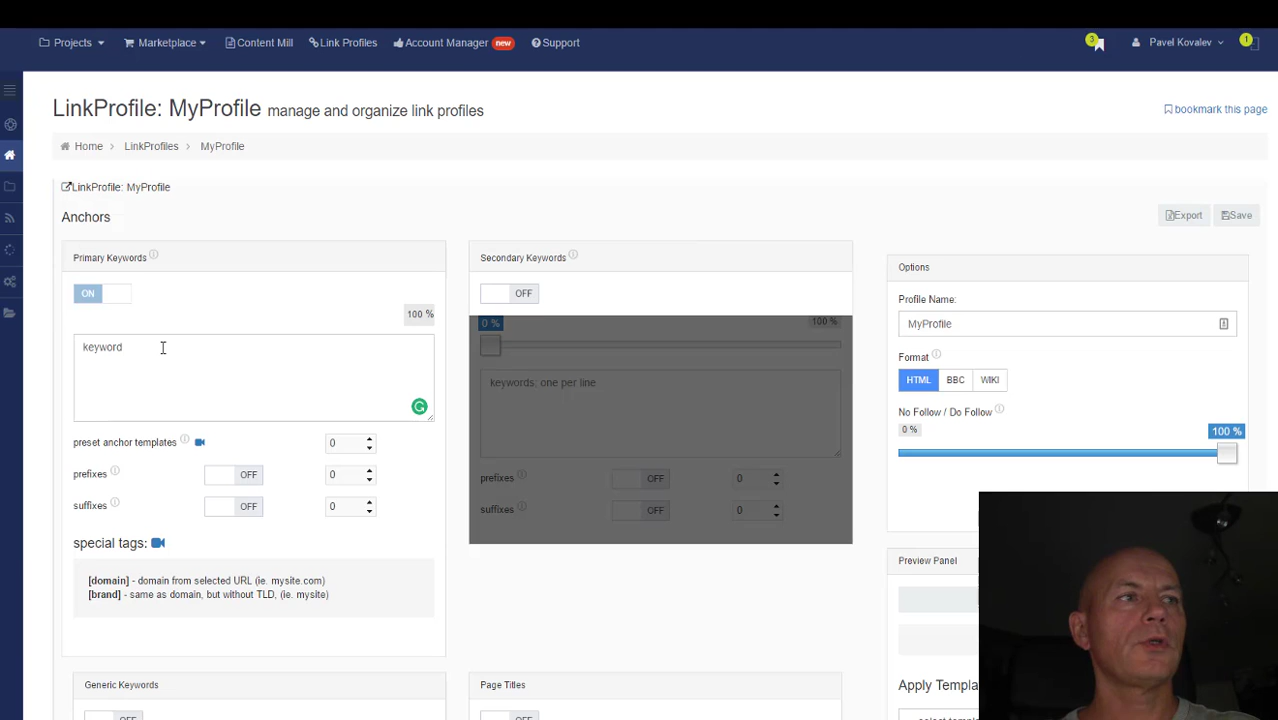 Projects Marketplace Content Mill Link Profiles Account Manager new Support 3 Pavel Kovalev 1
LinkProfile: MyProfile manage and organize link profiles
bookmark this page
Home > LinkProfiles > MyProfile
LinkProfile: MyProfile
Anchors
Export Save
Primary Keywords
ON
100 %
keyword
preset anchor templates 0
prefixes OFF 0
suffixes OFF 0
special tags:
[domain] - domain from selected URL (ie. mysite.com)
[brand] - same as domain, but without TLD, (ie. mysite)
Secondary Keywords
OFF
0 % 100 %
keywords; one per line
prefixes OFF 0
suffixes OFF 0
Options
Profile Name:
MyProfile
Format
HTML BBC WIKI
No Follow / Do Follow
0 % 100 %
Preview Panel
Apply Templa
Generic Keywords
OFF
Page Titles
OFF